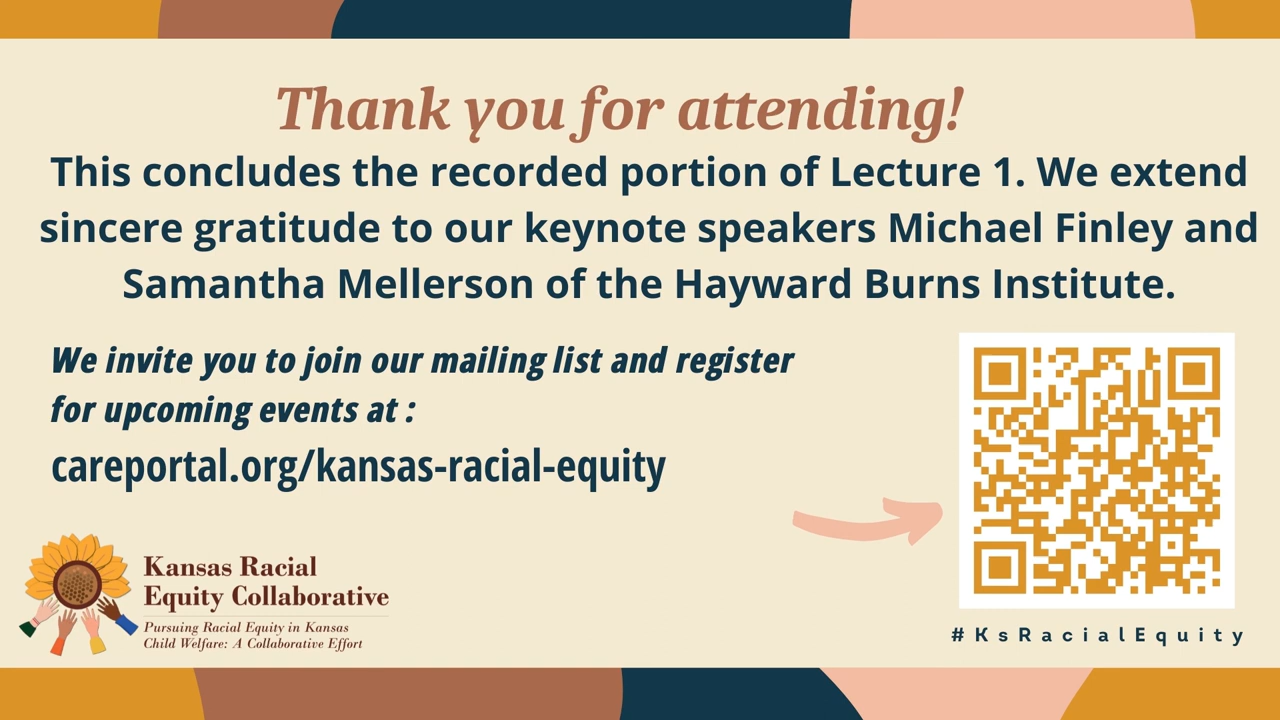 Thank you for attending!
This concludes the recorded portion of Lecture 1. We extend
sincere gratitude to our keynote speakers Michael Finley and
Samantha Mellerson of the Hayward Burns Institute.
We invite you to join our mailing list and register
for upcoming events at :
careportal.org/kansas-racial-equity
Kansas Racial
Equity Collaborative
Pursuing Racial Equity in Kansas
Child Welfare: A Collaborative Effort
#KsRacialEquity